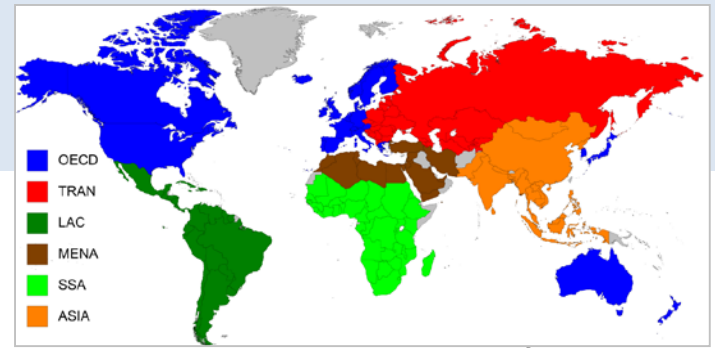 OECD
TRAN
LAC
MENA
SSA
ASIA